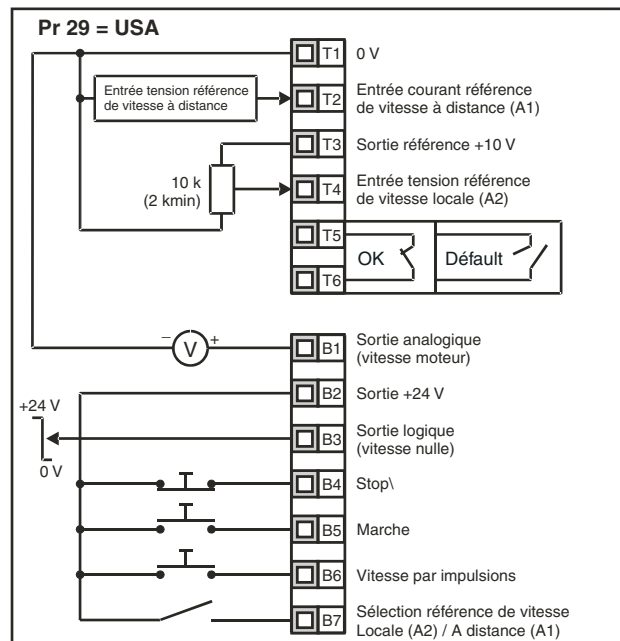 Pr 29 = USA
T1 0 V
Entrée tension référence
de vitesse à distance
T2 Entrée courant référence
de vitesse à distance (A1)
T3 Sortie référence +10 V
10 k
(2 kmin)
T4 Entrée tension référence
de vitesse locale (A2)
T5
OK
Défault
T6
− V +
B1 Sortie analogique
(vitesse moteur)
B2 Sortie +24 V
+24 V
0 V
B3 Sortie logique
(vitesse nulle)
B4 Stop\
B5 Marche
B6 Vitesse par impulsions
B7 Sélection référence de vitesse
Locale (A2) / A distance (A1)